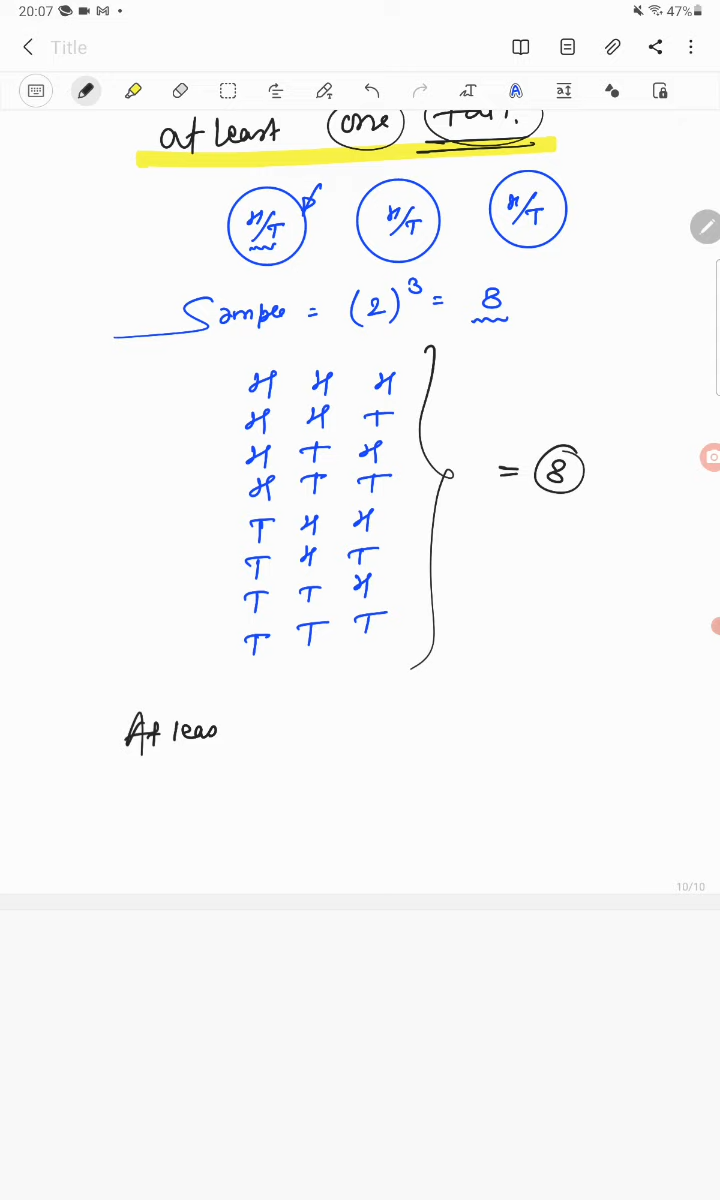 20:07 47%
Title
at least one tail.
H/T H/T H/T
Sample = (2)³ = 8
H H H
H H T
H T H
H T T
T H H
T H T
T T H
T T T
= 8
At leas
10/10